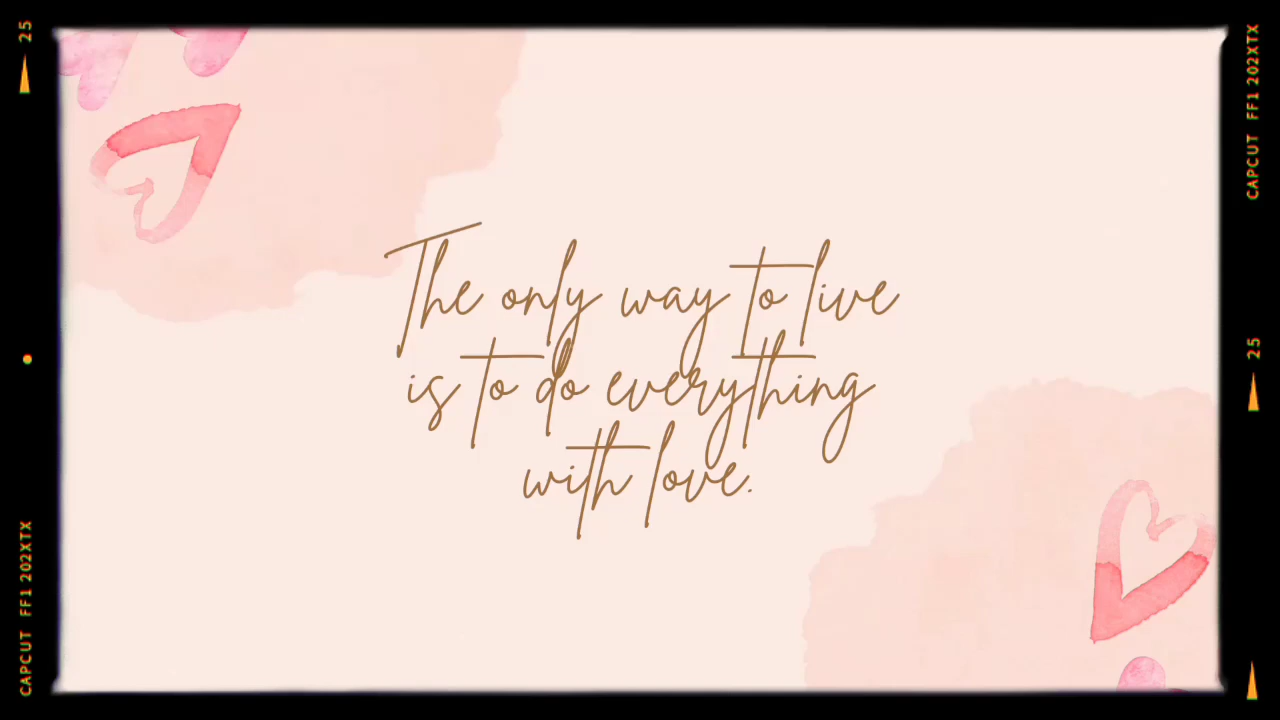 25
CAPCUT FF1 202XTX
The only way to live
is to do everything
with love.
CAPCUT FF1 202XTX
25